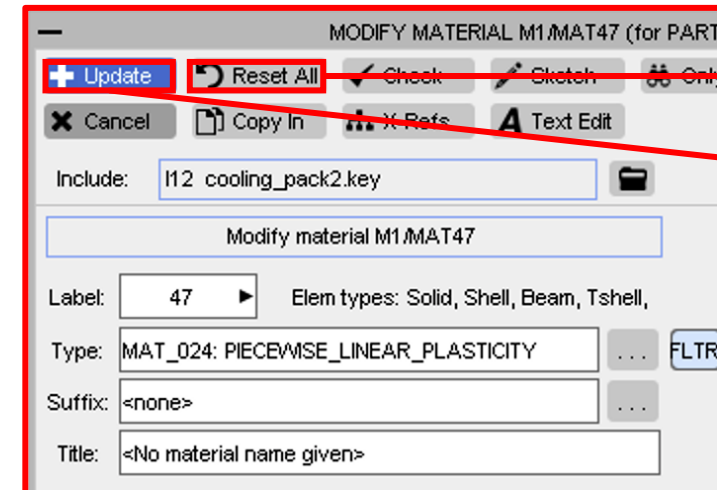 MODIFY MATERIAL M1/MAT47 (for PART
Update Reset All Check Sketch Only
Cancel Copy In X-Refs Text Edit
Include: I12 cooling_pack2.key
Modify material M1/MAT47
Label: 47 Elem types: Solid, Shell, Beam, Tshell,
Type: MAT_024: PIECEWISE_LINEAR_PLASTICITY ... FLTR
Suffix: <none> ...
Title: <No material name given>